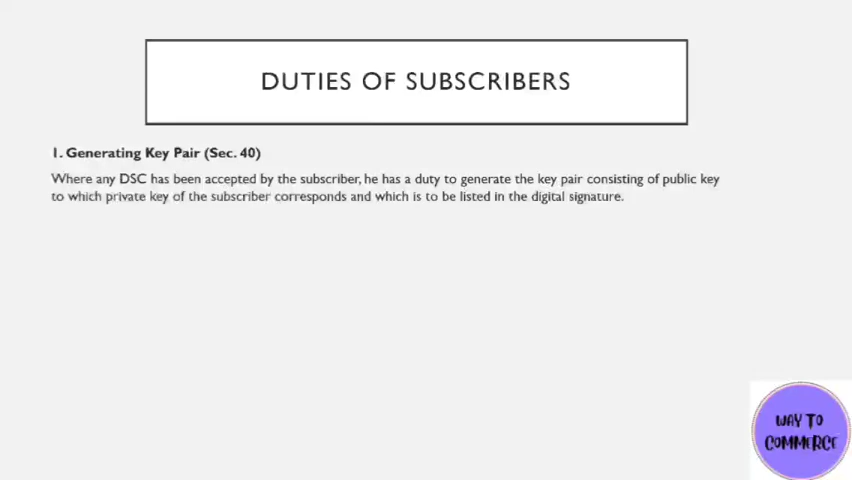 DUTIES OF SUBSCRIBERS
1. Generating Key Pair (Sec. 40)
Where any DSC has been accepted by the subscriber, he has a duty to generate the key pair consisting of public key
to which private key of the subscriber corresponds and which is to be listed in the digital signature.
WAY TO
COMMERCE